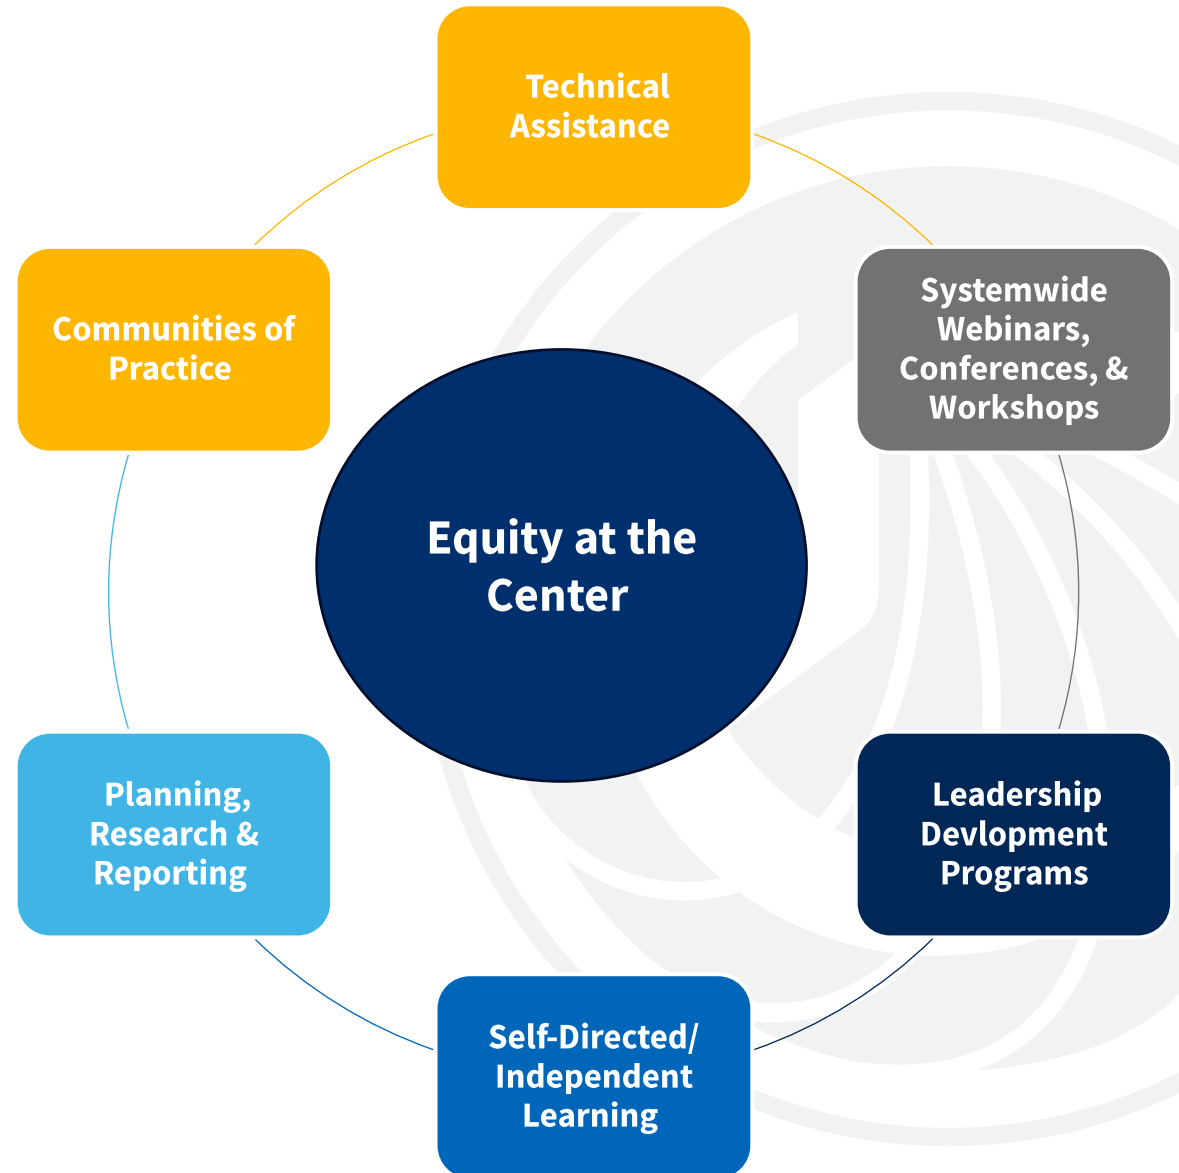 Technical
Assistance
Systemwide
Webinars,
Conferences, &
Workshops
Communities of
Practice
Equity at the
Center
Leadership
Devlopment
Programs
Planning,
Research &
Reporting
Self-Directed/
Independent
Learning